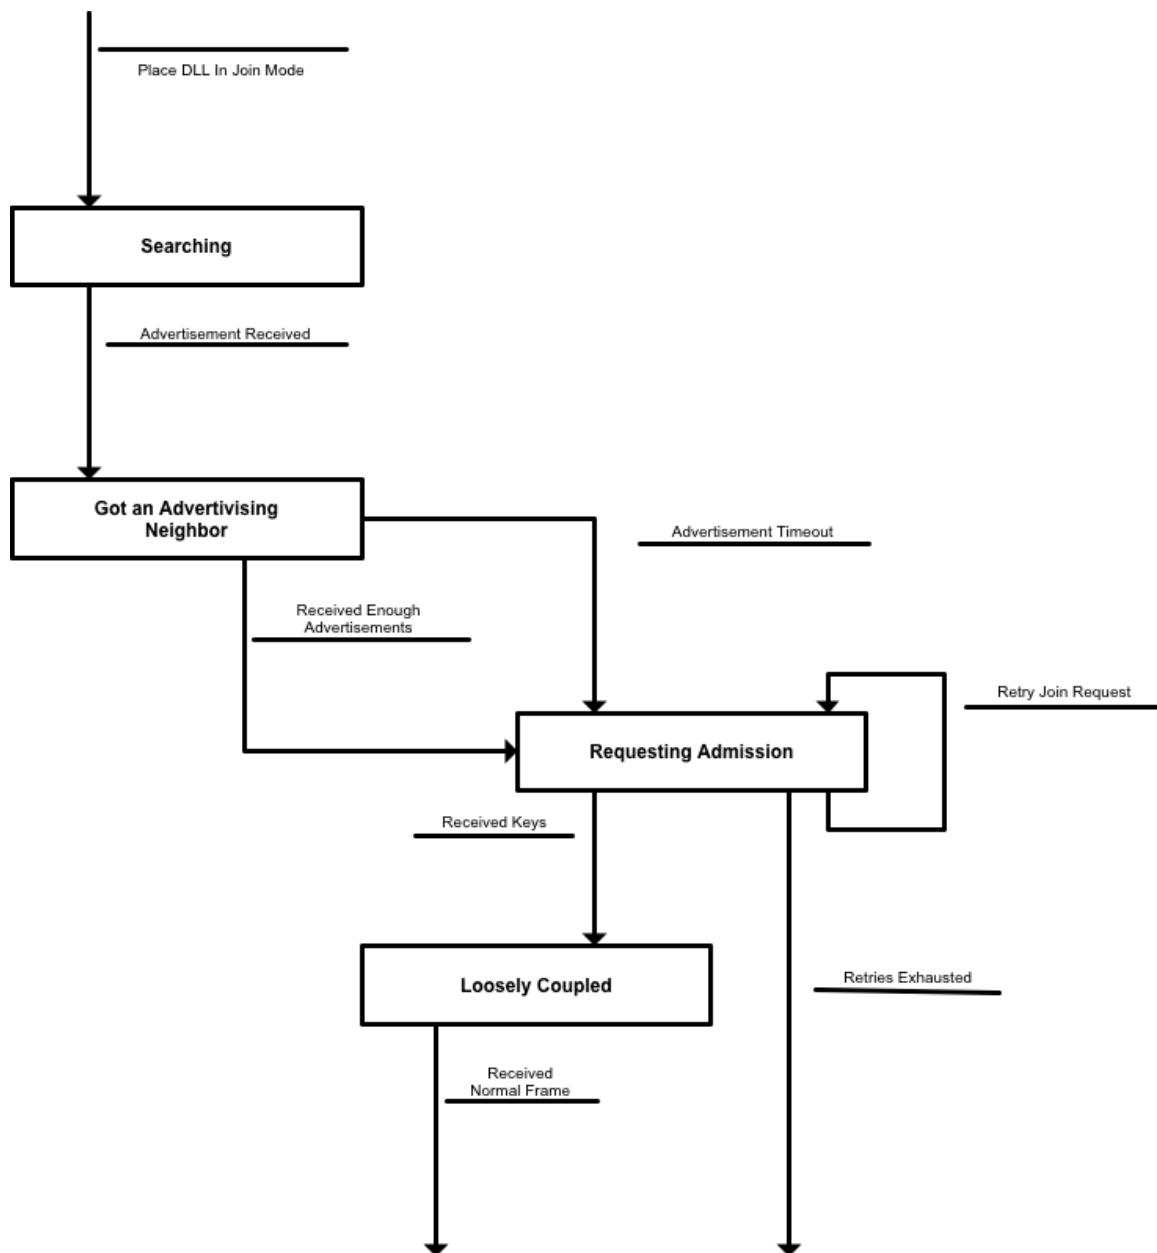 Place DLL In Join Mode
Searching
Advertisement Received
Got an Advertivising
Neighbor
Advertisement Timeout
Received Enough
Advertisements
Retry Join Request
Requesting Admission
Received Keys
Loosely Coupled
Retries Exhausted
Received
Normal Frame